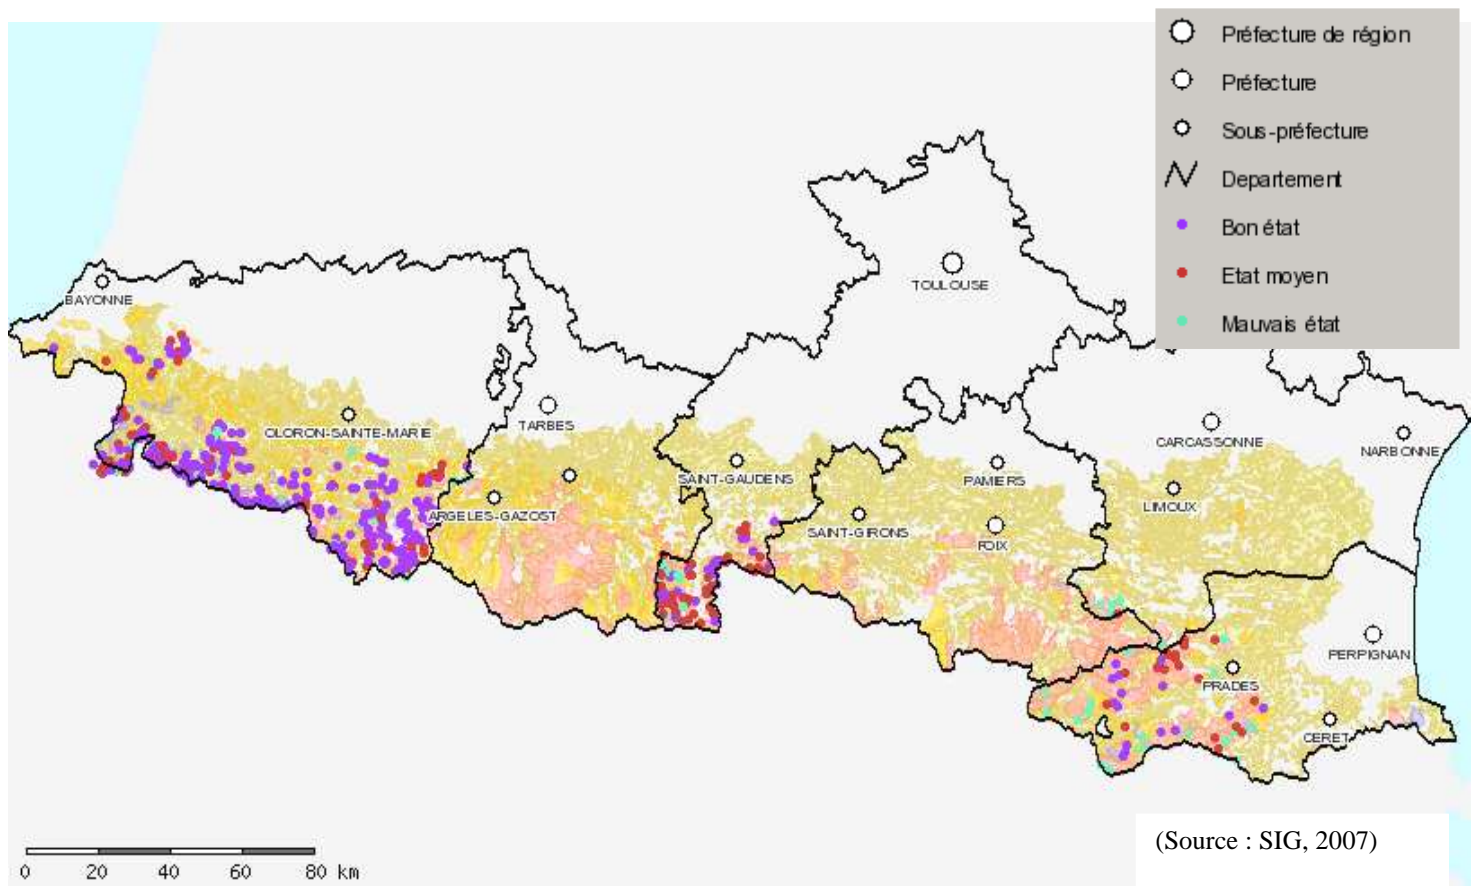 Préfecture de région
Préfecture
Sous-préfecture
Departement
Bon état
Etat moyen
Mauvais état
TOULOUSE
BAYONNE
TARBES
OLORON-SAINTE-MARIE
CARCASSONNE
NARBONNE
SAINT-GAUDENS
PAMIERS
LIMOUX
ARGELES-GAZOST
SAINT-GIRONS
FOIX
PERPIGNAN
PRADES
CERET
(Source : SIG, 2007)
0 20 40 60 80 km